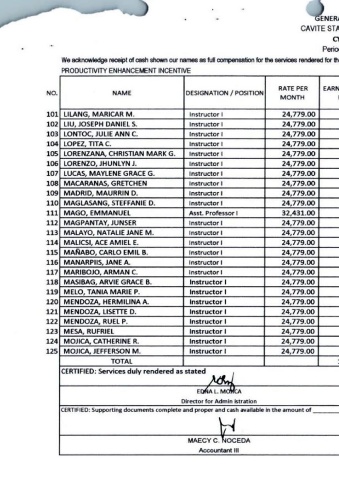 GENERA
CAVITE STA
CY
Perio
We acknowledge receipt of cash shown our names as full compensation for the services rendered for th
PRODUCTIVITY ENHANCEMENT INCENTIVE
NO. NAME DESIGNATION / POSITION RATE PER MONTH EARN
101 LILANG, MARICAR M. Instructor I 24,779.00
102 LIU, JOSEPH DANIEL S. Instructor I 24,779.00
103 LONTOC, JULIE ANN C. Instructor I 24,779.00
104 LOPEZ, TITA C. Instructor I 24,779.00
105 LORENZANA, CHRISTIAN MARK G. Instructor I 24,779.00
106 LORENZO, JHUNLYN J. Instructor I 24,779.00
107 LUCAS, MAYLENE GRACE G. Instructor I 24,779.00
108 MACARANAS, GRETCHEN Instructor I 24,779.00
109 MADRID, MAURRIN D. Instructor I 24,779.00
110 MAGLASANG, STEFFANIE D. Instructor I 24,779.00
111 MAGO, EMMANUEL Asst. Professor I 32,431.00
112 MAGPANTAY, JUNSER Instructor I 24,779.00
113 MALAYO, NATALIE JANE M. Instructor I 24,779.00
114 MALICSI, ACE AMIEL E. Instructor I 24,779.00
115 MAÑABO, CARLO EMIL B. Instructor I 24,779.00
116 MANARPIIS, JANE A. Instructor I 24,779.00
117 MARIBOJO, ARMAN C. Instructor I 24,779.00
118 MASIBAG, ARVIE GRACE B. Instructor I 24,779.00
119 MELO, TANIA MARIE P. Instructor I 24,779.00
120 MENDOZA, HERMILINA A. Instructor I 24,779.00
121 MENDOZA, LISETTE D. Instructor I 24,779.00
122 MENDOZA, RUEL P. Instructor I 24,779.00
123 MESA, RUFRIEL Instructor I 24,779.00
124 MOJICA, CATHERINE R. Instructor I 24,779.00
125 MOJICA, JEFFERSON M. Instructor I 24,779.00
TOTAL
CERTIFIED: Services duly rendered as stated
EDNA L. MOJICA
Director for Admin istration
CERTIFIED: Supporting documents complete and proper and cash available in the amount of
MAECY C. NOCEDA
Accountant III